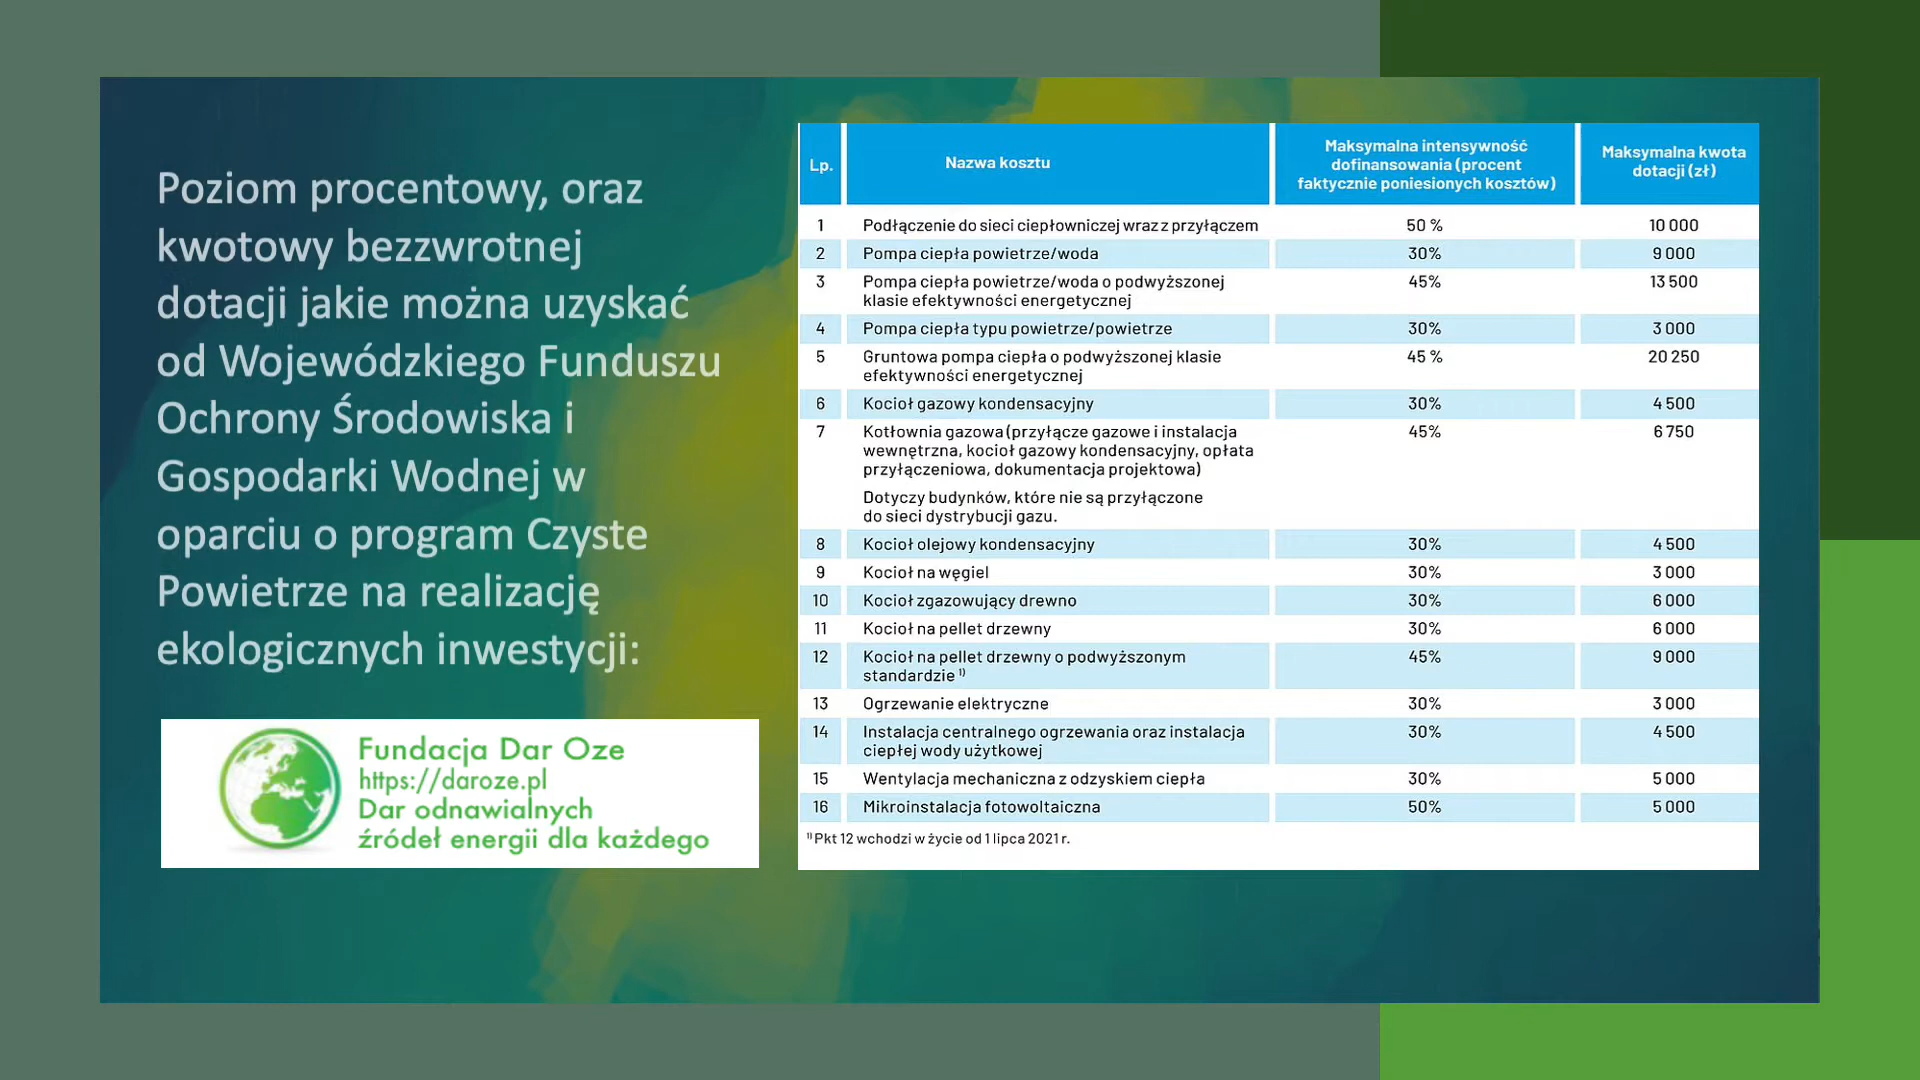 Poziom procentowy, oraz
kwotowy bezzwrotnej
dotacji jakie można uzyskać
od Wojewódzkiego Funduszu
Ochrony Środowiska i
Gospodarki Wodnej w
oparciu o program Czyste
Powietrze na realizację
ekologicznych inwestycji:
Fundacja Dar Oze
https://daroze.pl
Dar odnawialnych
źródeł energii dla każdego
Lp. Nazwa kosztu Maksymalna intensywność dofinansowania (procent faktycznie poniesionych kosztów) Maksymalna kwota dotacji (zł)
1 Podłączenie do sieci ciepłowniczej wraz z przyłączem 50 % 10 000
2 Pompa ciepła powietrze/woda 30% 9 000
3 Pompa ciepła powietrze/woda o podwyższonej 45% 13 500
klasie efektywności energetycznej
4 Pompa ciepła typu powietrze/powietrze 30% 3 000
5 Gruntowa pompa ciepła o podwyższonej klasie 45 % 20 250
efektywności energetycznej
6 Kocioł gazowy kondensacyjny 30% 4 500
7 Kotłownia gazowa (przyłącze gazowe i instalacja 45% 6 750
wewnętrzna, kocioł gazowy kondensacyjny, opłata
przyłączeniowa, dokumentacja projektowa)
Dotyczy budynków, które nie są przyłączone
do sieci dystrybucji gazu.
8 Kocioł olejowy kondensacyjny 30% 4 500
9 Kocioł na węgiel 30% 3 000
10 Kocioł zgazowujący drewno 30% 6 000
11 Kocioł na pellet drzewny 30% 6 000
12 Kocioł na pellet drzewny o podwyższonym 45% 9 000
standardzie ¹⁾
13 Ogrzewanie elektryczne 30% 3 000
14 Instalacja centralnego ogrzewania oraz instalacja 30% 4 500
ciepłej wody użytkowej
15 Wentylacja mechaniczna z odzyskiem ciepła 30% 5 000
16 Mikroinstalacja fotowoltaiczna 50% 5 000
¹⁾ Pkt 12 wchodzi w życie od 1 lipca 2021 r.